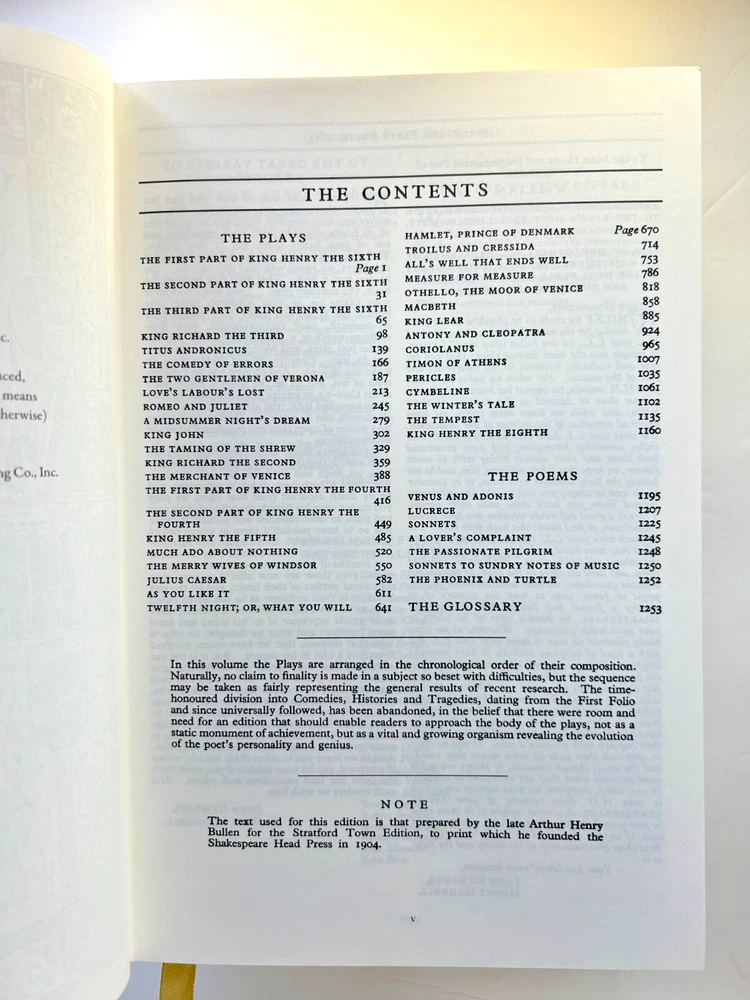 c.
means
herwise)
THE CONTENTS
THE PLAYS
THE FIRST PART OF KING HENRY THE SIXTH
Page 1
THE SECOND PART OF KING HENRY THE SIXTH
31
THE THIRD PART OF KING HENRY THE SIXTH
65
KING RICHARD THE THIRD 98
TITUS ANDRONICUS 139
THE COMEDY OF ERRORS 166
THE TWO GENTLEMEN OF VERONA 187
LOVE'S LABOUR'S LOST 213
ROMEO AND JULIET 245
A MIDSUMMER NIGHT'S DREAM 279
KING JOHN 302
THE TAMING OF THE SHREW 329
KING RICHARD THE SECOND 359
THE MERCHANT OF VENICE 388
THE FIRST PART OF KING HENRY THE FOURTH
416
THE SECOND PART OF KING HENRY THE
FOURTH 449
KING HENRY THE FIFTH 485
MUCH ADO ABOUT NOTHING 520
THE MERRY WIVES OF WINDSOR 550
JULIUS CAESAR 582
AS YOU LIKE IT 611
TWELFTH NIGHT; OR, WHAT YOU WILL 641
HAMLET, PRINCE OF DENMARK Page 670
TROILUS AND CRESSIDA 714
ALL'S WELL THAT ENDS WELL 753
MEASURE FOR MEASURE 786
OTHELLO, THE MOOR OF VENICE 818
MACBETH 858
KING LEAR 885
ANTONY AND CLEOPATRA 924
CORIOLANUS 965
TIMON OF ATHENS 1007
PERICLES 1035
CYMBELINE 1061
THE WINTER'S TALE 1102
THE TEMPEST 1135
KING HENRY THE EIGHTH 1160
THE POEMS
VENUS AND ADONIS 1195
LUCRECE 1207
SONNETS 1225
A LOVER'S COMPLAINT 1245
THE PASSIONATE PILGRIM 1248
SONNETS TO SUNDRY NOTES OF MUSIC 1250
THE PHOENIX AND TURTLE 1252
THE GLOSSARY 1253
In this volume the Plays are arranged in the chronological order of their composition.
Naturally, no claim to finality is made in a subject so beset with difficulties, but the sequence
may be taken as fairly representing the general results of recent research. The time-
honoured division into Comedies, Histories and Tragedies, dating from the First Folio
and since universally followed, has been abandoned, in the belief that there were room and
need for an edition that should enable readers to approach the body of the plays, not as a
static monument of achievement, but as a vital and growing organism revealing the evolution
of the poet's personality and genius.
NOTE
The text used for this edition is that prepared by the late Arthur Henry
Bullen for the Stratford Town Edition, to print which he founded the
Shakespeare Head Press in 1904.
v